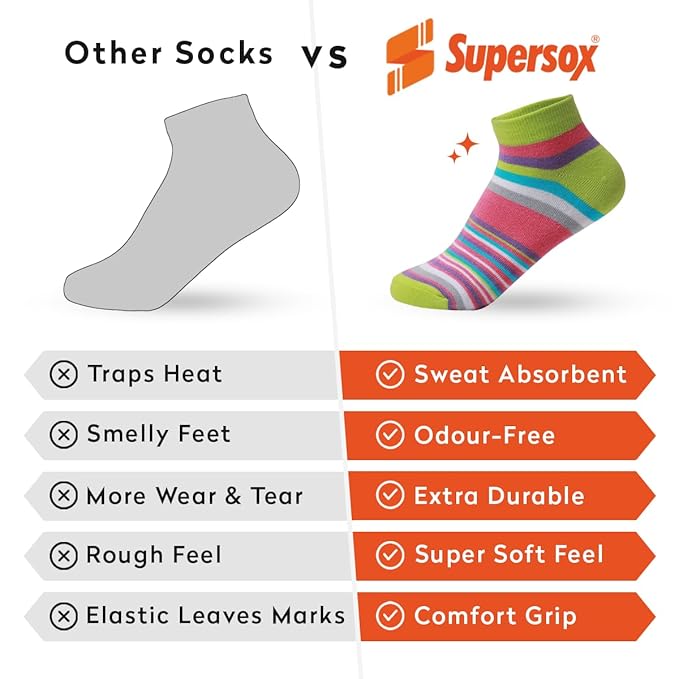 Other Socks vs Supersox®
Traps Heat
Sweat Absorbent
Smelly Feet
Odour-Free
More Wear & Tear
Extra Durable
Rough Feel
Super Soft Feel
Elastic Leaves Marks
Comfort Grip